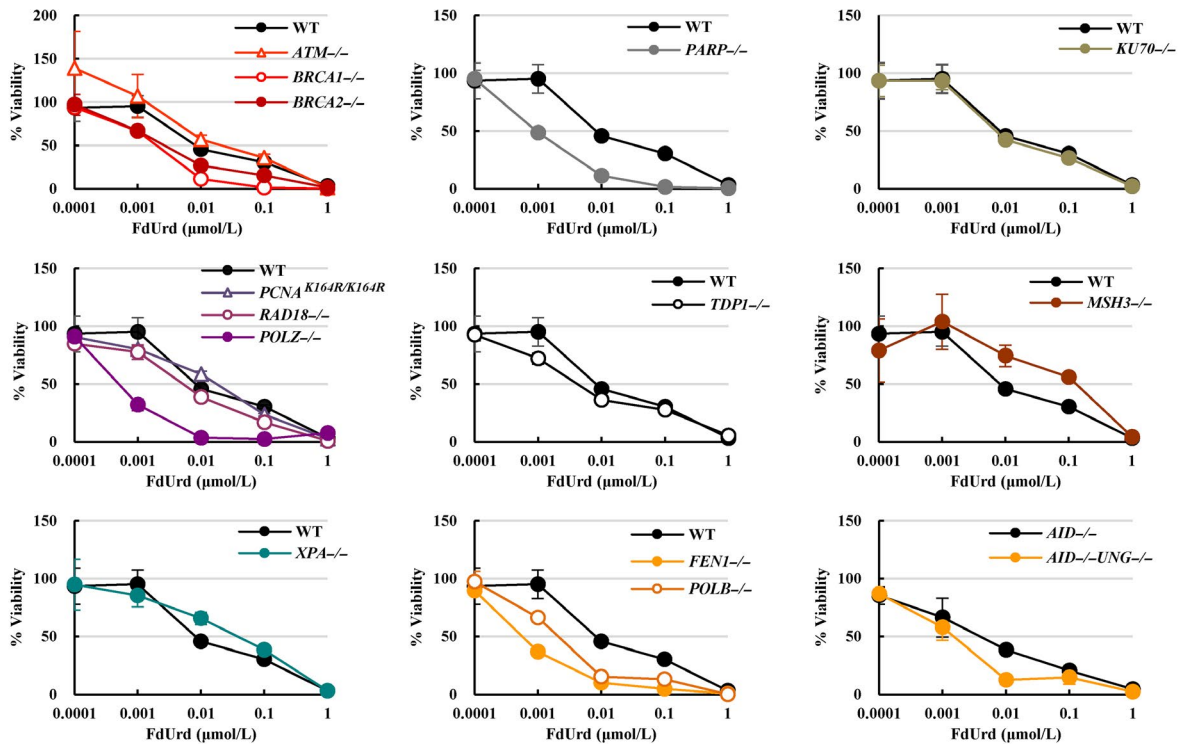 200
150
100
50
0
% Viability
WT
ATM−/−
BRCA1−/−
BRCA2−/−
0.0001 0.001 0.01 0.1 1
FdUrd (μmol/L)
150
100
50
0
% Viability
WT
PARP−/−
0.0001 0.001 0.01 0.1 1
FdUrd (μmol/L)
150
100
50
0
% Viability
WT
KU70−/−
0.0001 0.001 0.01 0.1 1
FdUrd (μmol/L)
150
100
50
0
% Viability
WT
PCNA K164R/K164R
RAD18−/−
POLZ−/−
0.0001 0.001 0.01 0.1 1
FdUrd (μmol/L)
150
100
50
0
% Viability
WT
TDP1−/−
0.0001 0.001 0.01 0.1 1
FdUrd (μmol/L)
150
100
50
0
% Viability
WT
MSH3−/−
0.0001 0.001 0.01 0.1 1
FdUrd (μmol/L)
150
100
50
0
% Viability
WT
XPA−/−
0.0001 0.001 0.01 0.1 1
FdUrd (μmol/L)
150
100
50
0
% Viability
WT
FEN1−/−
POLB−/−
0.0001 0.001 0.01 0.1 1
FdUrd (μmol/L)
150
100
50
0
% Viability
AID−/−
AID−/−UNG−/−
0.0001 0.001 0.01 0.1 1
FdUrd (μmol/L)